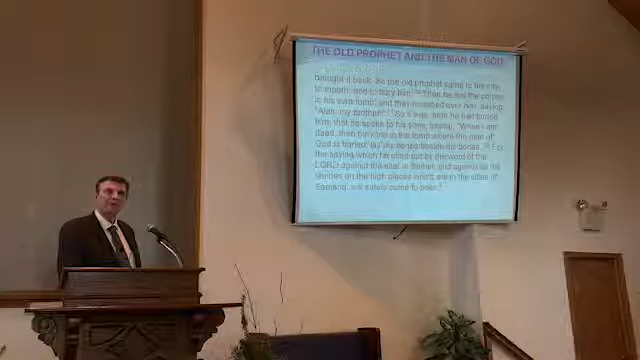 THE OLD PROPHET AND THE MAN OF GOD
brought it back. So the old prophet came to the city
to mourn, and to bury him. 30 Then he laid the corpse
in his own tomb; and they mourned over him, saying,
"Alas, my brother!" 31 So it was, after he had buried
him, that he spoke to his sons, saying, "When I am
dead, then bury me in the tomb where the man of
God is buried; lay my bones beside his bones. 32 For
the saying which he cried out by the word of the
LORD against the altar in Bethel, and against all the
shrines on the high places which are in the cities of
Samaria, will surely come to pass."